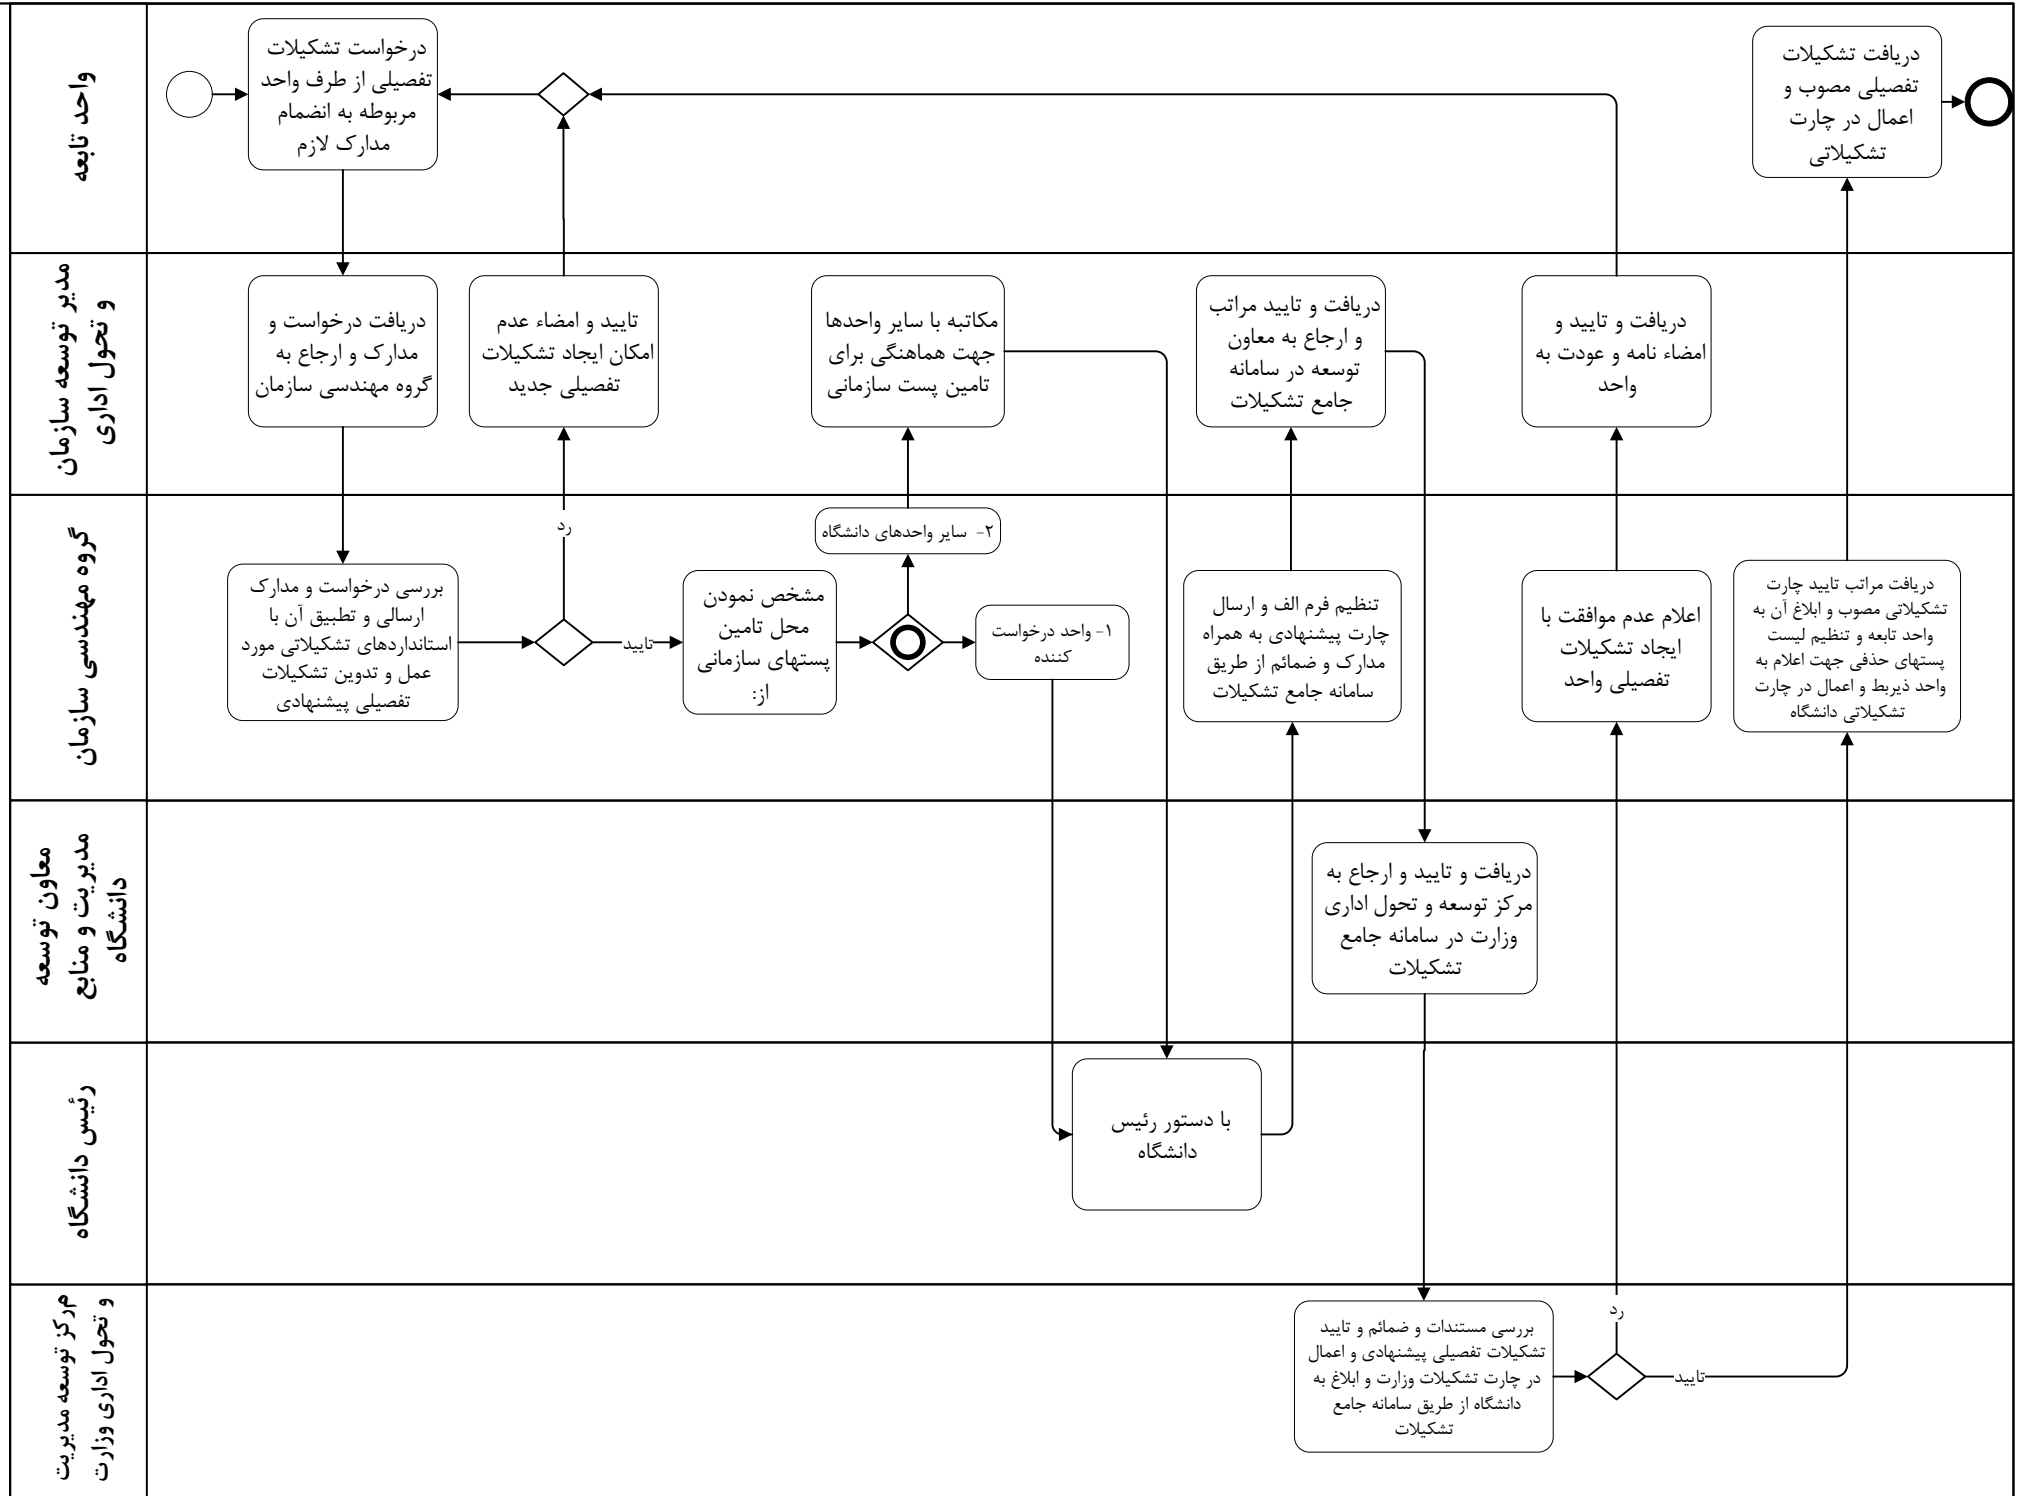 واحد تابعه
درخواست تشکیلات
تفصیلی از طرف واحد
مربوطه به انضمام
مدارک لازم
دریافت تشکیلات
تفصیلی مصوب و
اعمال در چارت
تشکیلاتی
مدیر توسعه سازمان
و تحول اداری
دریافت درخواست و
مدارک و ارجاع به
گروه مهندسی سازمان
تایید و امضاء عدم
امکان ایجاد تشکیلات
تفصیلی جدید
مکاتبه با سایر واحدها
جهت هماهنگی برای
تامین پست سازمانی
دریافت و تایید مراتب
و ارجاع به معاون
توسعه در سامانه
جامع تشکیلات
دریافت و تایید و
امضاء نامه و عودت به
واحد
گروه مهندسی سازمان
بررسی درخواست و مدارک
ارسالی و تطبیق آن با
استانداردهای تشکیلاتی مورد
عمل و تدوین تشکیلات
تفصیلی پیشنهادی
رد
تایید
مشخص نمودن
محل تامین
پستهای سازمانی
از:
۲- سایر واحدهای دانشگاه
۱- واحد درخواست
کننده
تنظیم فرم الف و ارسال
چارت پیشنهادی به همراه
مدارک و ضمائم از طریق
سامانه جامع تشکیلات
اعلام عدم موافقت با
ایجاد تشکیلات
تفصیلی واحد
دریافت مراتب تایید چارت
تشکیلاتی مصوب و ابلاغ آن به
واحد تابعه و تنظیم لیست
پستهای حذفی جهت اعلام به
واحد ذیربط و اعمال در چارت
تشکیلاتی دانشگاه
معاون توسعه
مدیریت و منابع
دانشگاه
دریافت و تایید و ارجاع به
مرکز توسعه و تحول اداری
وزارت در سامانه جامع
تشکیلات
رئیس دانشگاه
با دستور رئیس
دانشگاه
مرکز توسعه مدیریت
و تحول اداری وزارت
بررسی مستندات و ضمائم و تایید
تشکیلات تفصیلی پیشنهادی و اعمال
در چارت تشکیلات وزارت و ابلاغ به
دانشگاه از طریق سامانه جامع
تشکیلات
رد
تایید